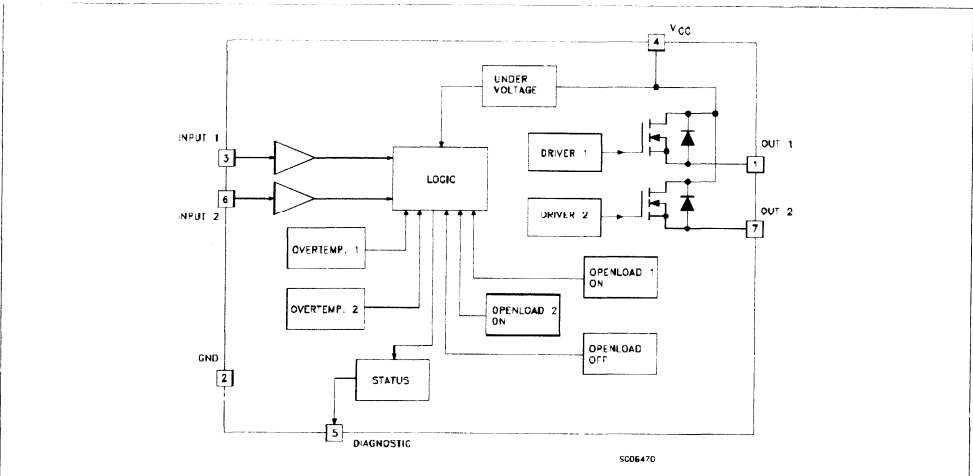 VCC
4
UNDER
VOLTAGE
INPUT 1
3
OUT 1
1
DRIVER 1
LOGIC
6
INPUT 2
DRIVER 2
OUT 2
7
OVERTEMP. 1
OPENLOAD 1
ON
OVERTEMP. 2
OPENLOAD 2
ON
OPENLOAD
OFF
GND
2
STATUS
5
DIAGNOSTIC
SC06470